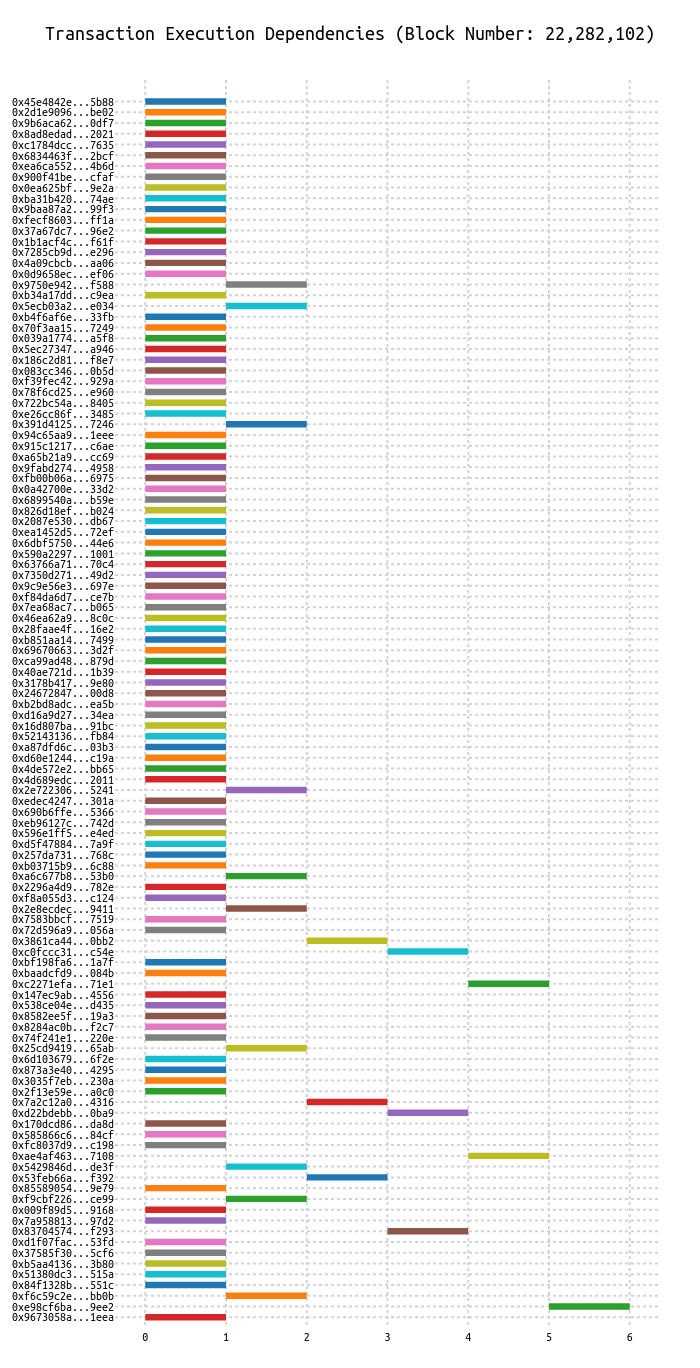 Transaction Execution Dependencies (Block Number: 22,282,102)
0x45e4842e...5b88
0x2d1e9096...be02
0x9b6aca62...0df7
0x8ad8edad...2021
0xc1784dcc...7635
0x6834463f...2bcf
0xea6ca552...4b6d
0x900f41be...cfaf
0x0ea625bf...9e2a
0xba31b420...74ae
0x9baa87a2...99f3
0xfecf8603...ff1a
0x37a67dc7...96e2
0x1b1acf4c...f61f
0x7285cb9d...e296
0x4a09cbcb...aa06
0x0d9658ec...ef06
0x9750e942...f588
0xb34a17dd...c9ea
0x5ecb03a2...e034
0xb4f6af6e...33fb
0x70f3aa15...7249
0x039a1774...a5f8
0x5ec27347...a946
0x186c2d81...f8e7
0x083cc346...0b5d
0xf39fec42...929a
0x78f6cd25...e960
0x722bc54a...8405
0xe26cc86f...3485
0x391d4125...7246
0x94c65aa9...1eee
0x915c1217...c6ae
0xa65b21a9...cc69
0x9fabd274...4958
0xfb00b06a...6975
0x0a42700e...33d2
0x6899540a...b59e
0x826d18ef...b024
0x2087e530...db67
0xea1452d5...72ef
0x6dbf5750...44e6
0x590a2297...1001
0x63766a71...70c4
0x7350d271...49d2
0x9c9e56e3...697e
0xf84da6d7...ce7b
0x7ea68ac7...b065
0x46ea62a9...8c0c
0x28faae4f...16e2
0xb851aa14...7499
0x69670663...3d2f
0xca99ad48...879d
0x40ae721d...1b39
0x3178b417...9e80
0x24672847...00d8
0xb2bd8adc...ea5b
0xd16a9d27...34ea
0x16d807ba...91bc
0x52143136...fb84
0xa87dfd6c...03b3
0xd60e1244...c19a
0x4de572e2...bb65
0x4d689edc...2011
0x2e722306...5241
0xedec4247...301a
0x690b6ffe...5366
0xeb96127c...742d
0x596e1ff5...e4ed
0xd5f47884...7a9f
0x257da731...768c
0xb03715b9...6c88
0xa6c677b8...53b0
0x2296a4d9...782e
0xf8a055d3...c124
0x2e8ecdec...9411
0x7583bbcf...7519
0x72d596a9...056a
0x3861ca44...0bb2
0xc0fccc31...c54e
0xbf198fa6...1a7f
0xbaadcfd9...084b
0xc2271efa...71e1
0x147ec9ab...4556
0x538ce04e...d435
0x8582ee5f...19a3
0x8284ac0b...f2c7
0x74f241e1...220e
0x25cd9419...65ab
0x6d103679...6f2e
0x873a3e40...4295
0x3035f7eb...230a
0x2f13e59e...a0c0
0x7a2c12a0...4316
0xd22bdebb...0ba9
0x170dcd86...da8d
0x585866c6...84cf
0xfc8037d9...c198
0xae4af463...7108
0x5429846d...de3f
0x53feb66a...f392
0x85589054...9e79
0xf9cbf226...ce99
0x009f89d5...9168
0x7a958813...97d2
0x83704574...f293
0xd1f07fac...53fd
0x37585f30...5cf6
0xb5aa4136...3b80
0x51380dc3...515a
0x84f1328b...551c
0xf6c59c2e...bb0b
0xe98cf6ba...9ee2
0x9673058a...1eea
0 1 2 3 4 5 6